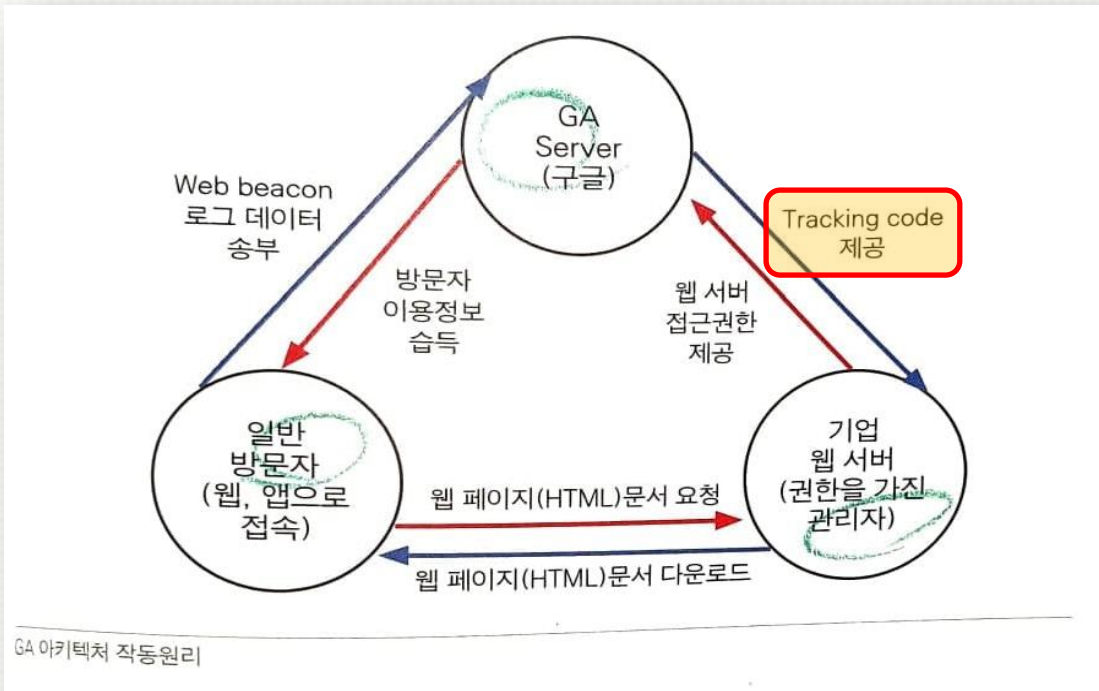 GA
Server
(구글)
Web beacon
로그 데이터
송부
방문자
이용정보
습득
Tracking code
제공
웹 서버
접근권한
제공
일반
방문자
(웹, 앱으로
접속)
기업
웹 서버
(권한을 가진
관리자)
웹 페이지(HTML)문서 요청
웹 페이지(HTML)문서 다운로드
GA 아키텍처 작동원리